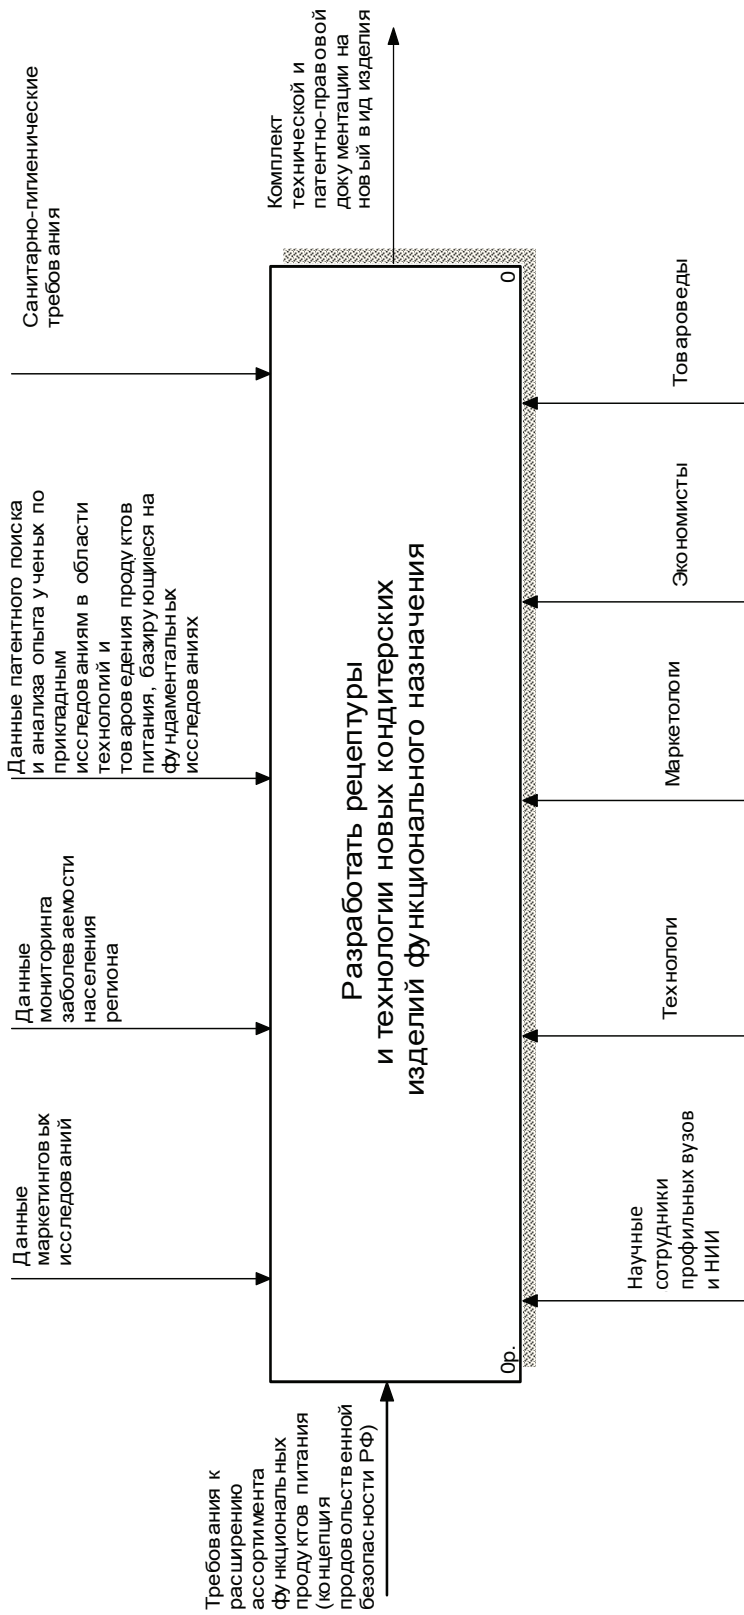 Требования к
расширению
ассортимента
функциональных
продуктов питания
(концепция
продовольственной
безопасности РФ)
Данные
маркетинговых
исследований
Данные
мониторинга
заболеваемости
населения
региона
Данные патентного поиска
и анализа опыта ученых по
прикладным
исследованиям в области
технологий и
товароведения продуктов
питания, базирующиеся на
фундаментальных
исследованиях
Санитарно-гигиенические
требования
Разработать рецептуры
и технологии новых кондитерских
изделий функционального назначения
0р.
0
Комплект
технической и
патентно-правовой
документации на
новый вид изделия
Научные
сотрудники
профильных вузов
и НИИ
Технологи
Маркетологи
Экономисты
Товароведы